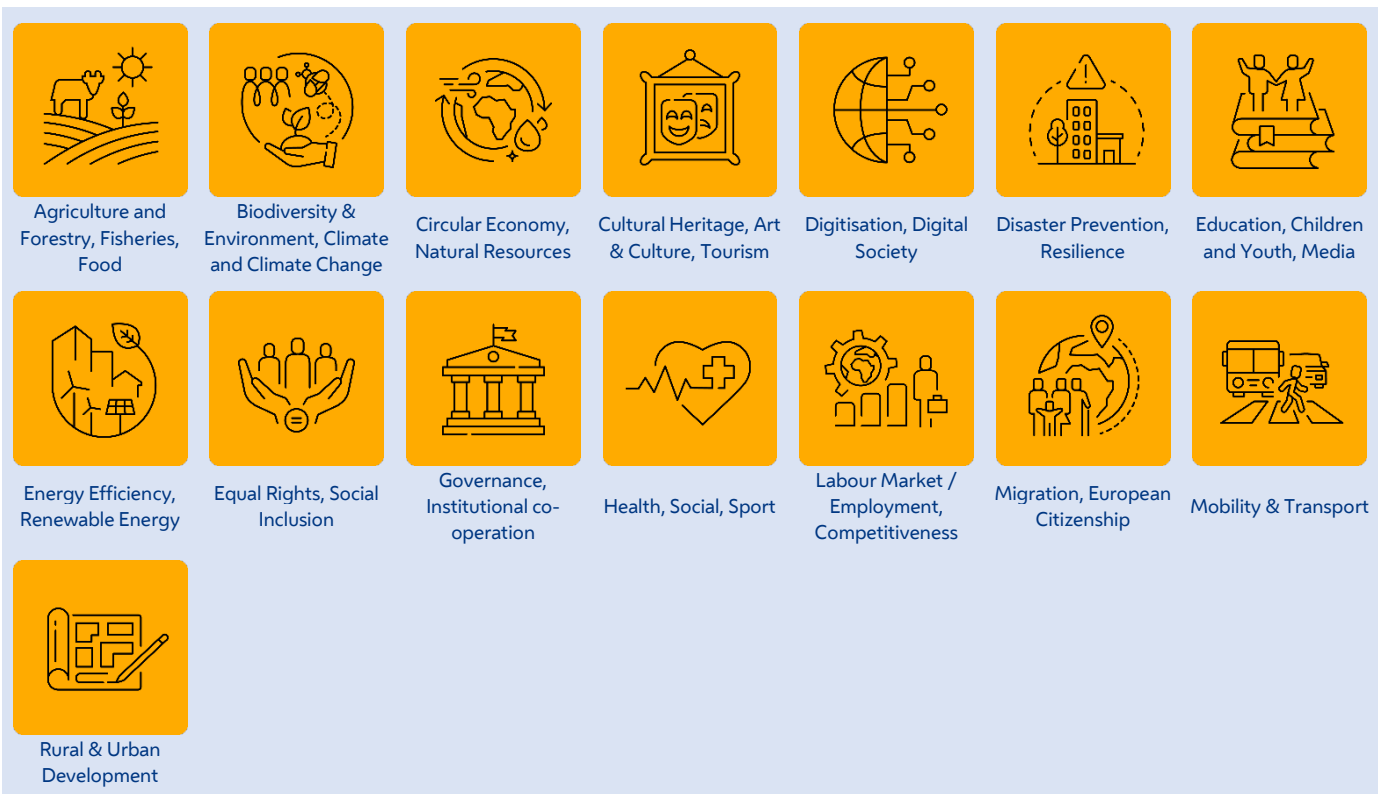 Agriculture and
Forestry, Fisheries,
Food
Biodiversity &
Environment, Climate
and Climate Change
Circular Economy,
Natural Resources
Cultural Heritage, Art
& Culture, Tourism
Digitisation, Digital
Society
Disaster Prevention,
Resilience
Education, Children
and Youth, Media
Energy Efficiency,
Renewable Energy
Equal Rights, Social
Inclusion
Governance,
Institutional co-
operation
Health, Social, Sport
Labour Market /
Employment,
Competitiveness
Migration, European
Citizenship
Mobility & Transport
Rural & Urban
Development